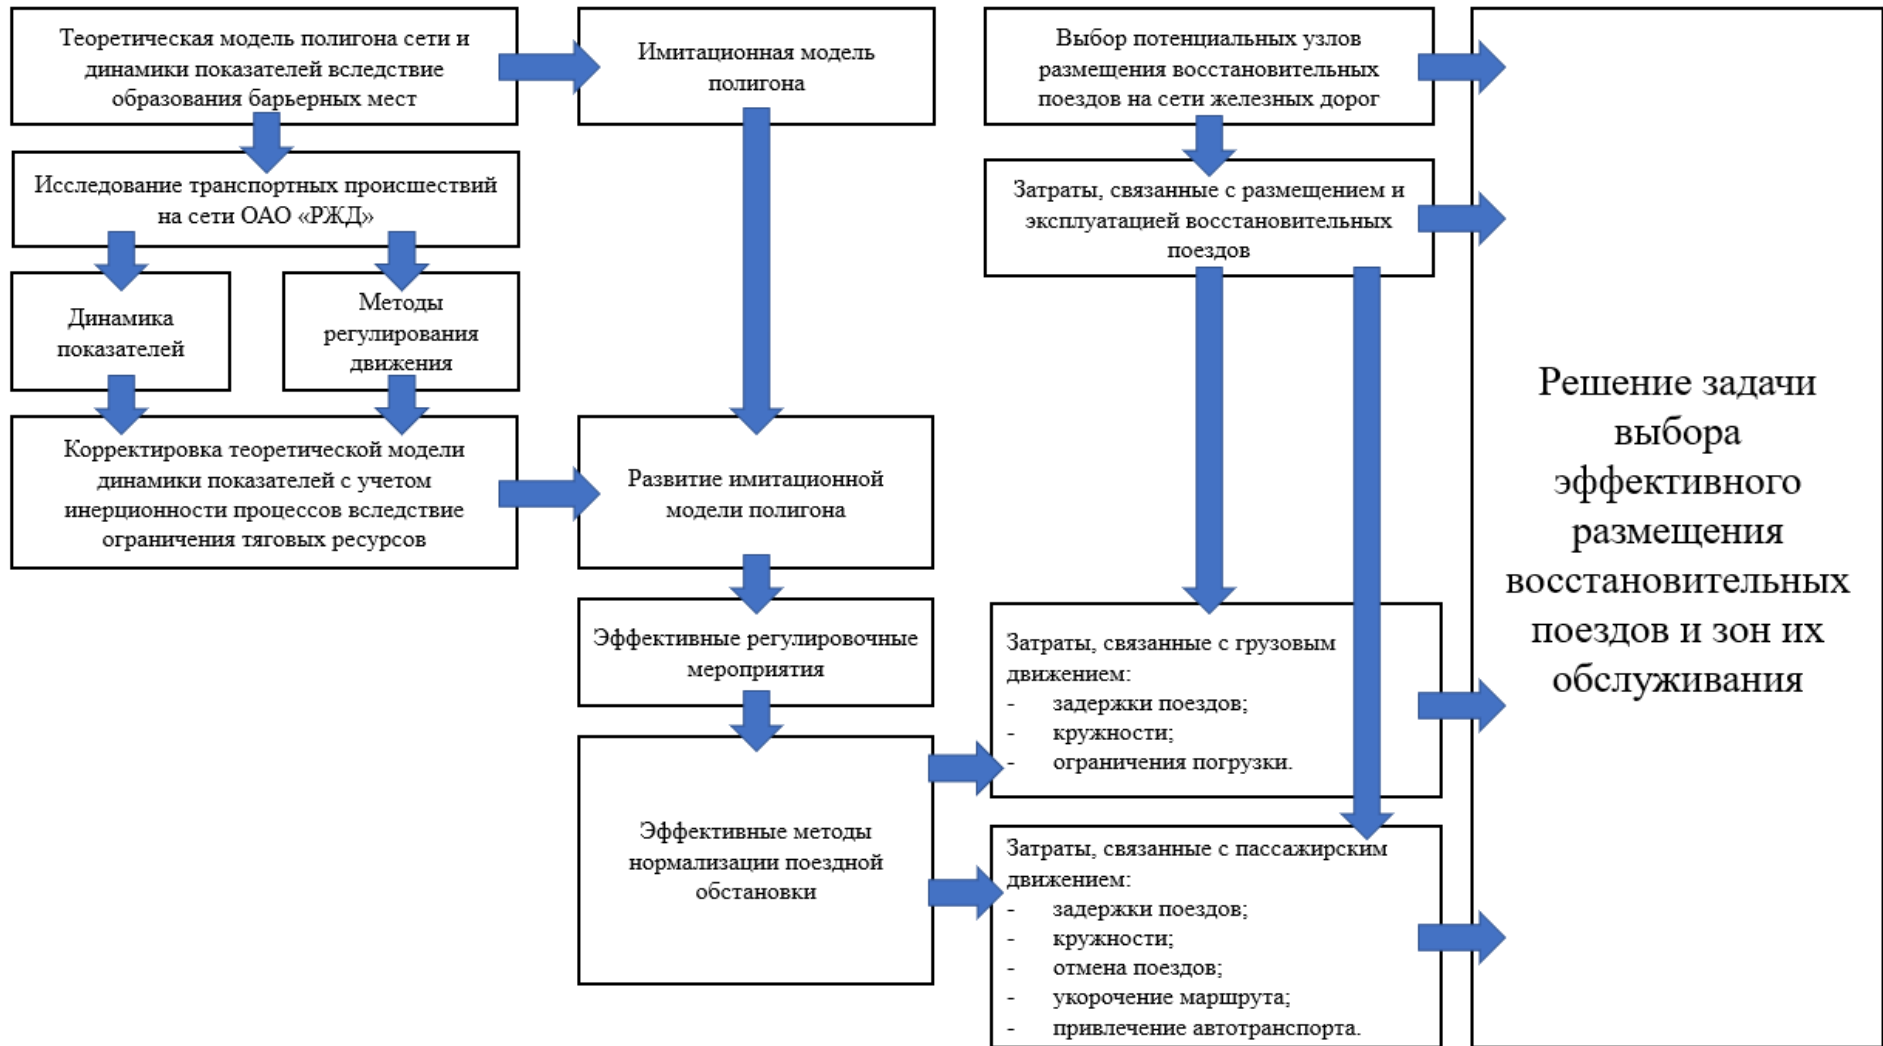 Теоретическая модель полигона сети и
динамики показателей вследствие
образования барьерных мест
Имитационная модель
полигона
Выбор потенциальных узлов
размещения восстановительных
поездов на сети железных дорог
Исследование транспортных происшествий
на сети ОАО «РЖД»
Затраты, связанные с размещением и
эксплуатацией восстановительных
поездов
Динамика
показателей
Методы
регулирования
движения
Корректировка теоретической модели
динамики показателей с учетом
инерционности процессов вследствие
ограничения тяговых ресурсов
Развитие имитационной
модели полигона
Эффективные регулировочные
мероприятия
Эффективные методы
нормализации поездной
обстановки
Затраты, связанные с грузовым
движением:
- задержки поездов;
- кружности;
- ограничения погрузки.
Затраты, связанные с пассажирским
движением:
- задержки поездов;
- кружности;
- отмена поездов;
- укорочение маршрута;
- привлечение автотранспорта.
Решение задачи
выбора
эффективного
размещения
восстановительных
поездов и зон их
обслуживания